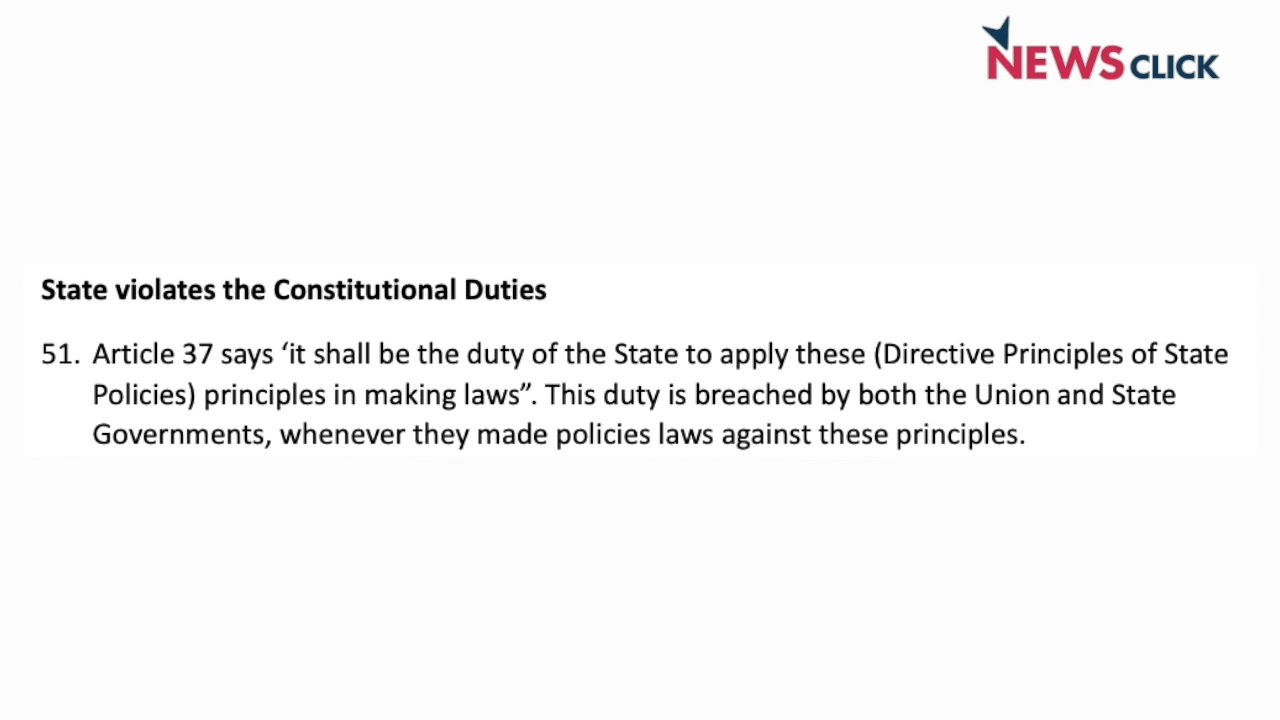 NEWS CLICK
State violates the Constitutional Duties
51. Article 37 says ‘it shall be the duty of the State to apply these (Directive Principles of State
Policies) principles in making laws”. This duty is breached by both the Union and State
Governments, whenever they made policies laws against these principles.